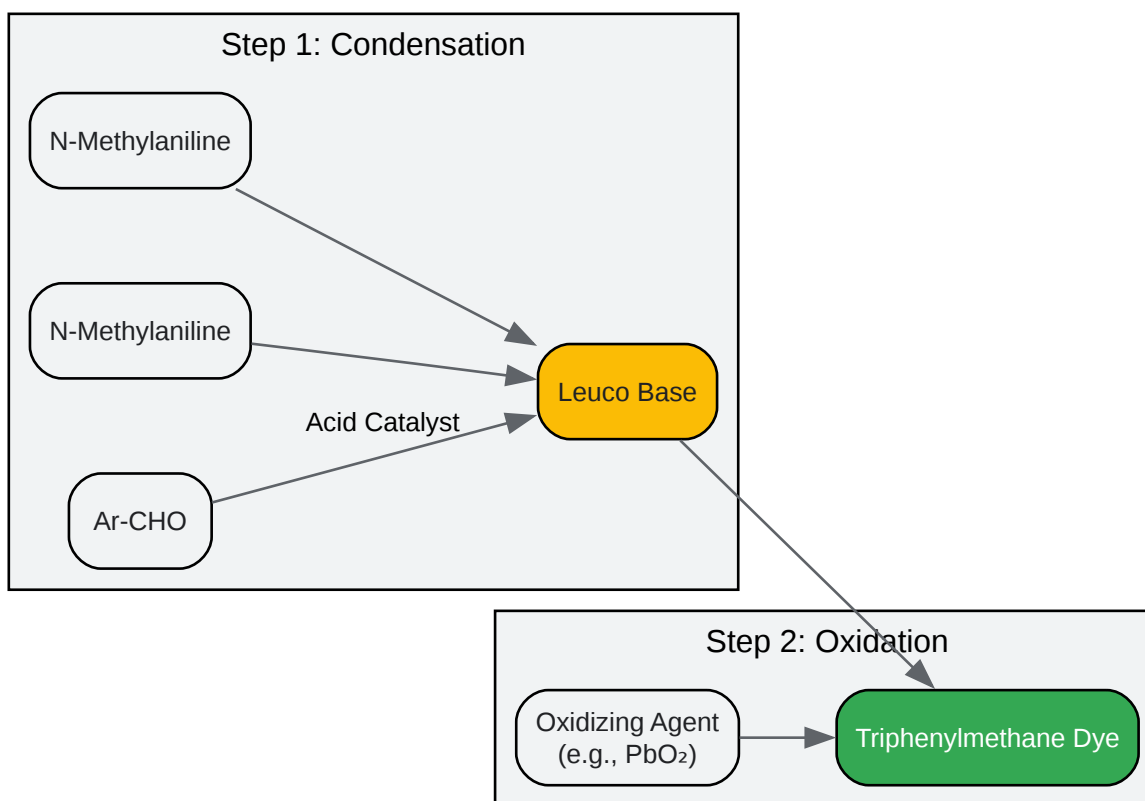 Step 1: Condensation
N-Methylaniline
N-Methylaniline
Leuco Base
Acid Catalyst
Ar-CHO
Step 2: Oxidation
Oxidizing Agent
(e.g., PbO₂)
Triphenylmethane Dye